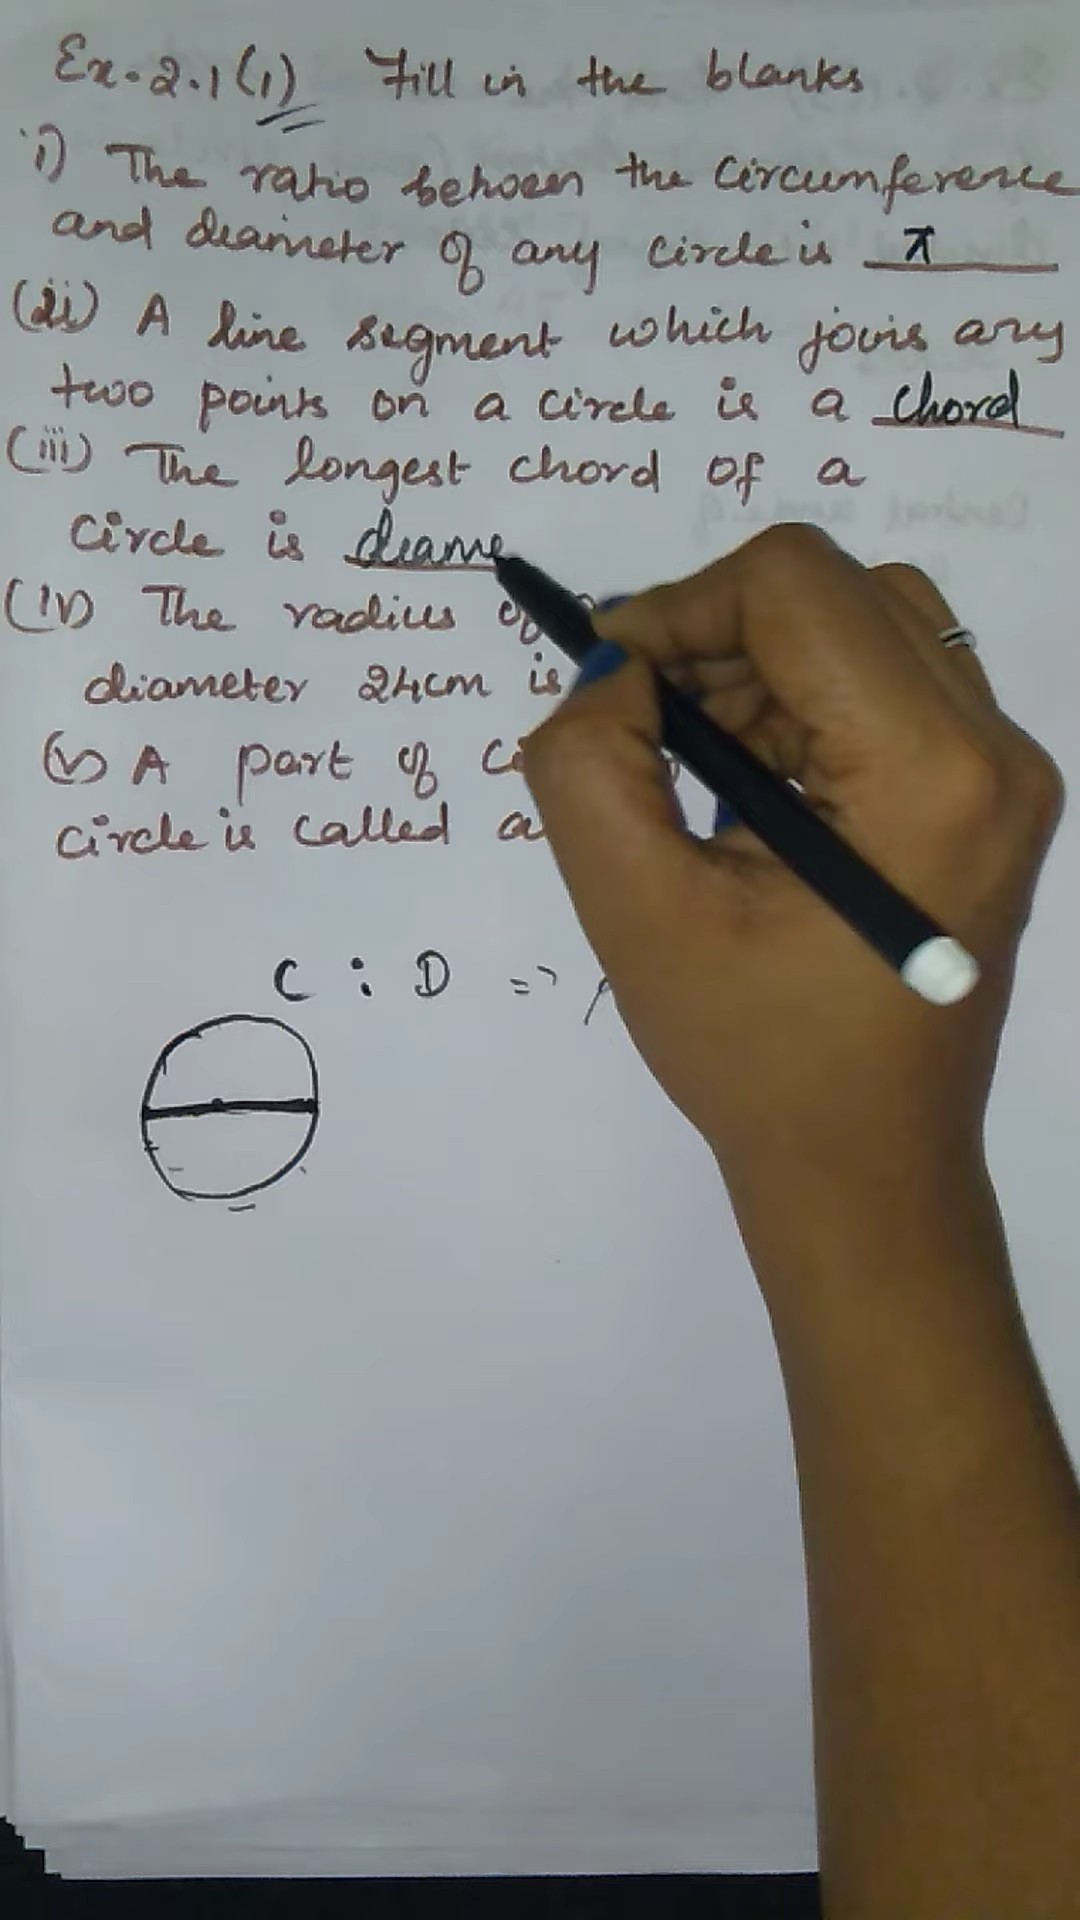 Ex. 2.1 (1) Fill in the blanks
i) The ratio between the circumference
and diameter of any circle is π
(ii) A line segment which joins any
two points on a circle is a chord
(iii) The longest chord of a
circle is diame
(iv) The radius of
diameter 24cm is
(v) A part of
circle is called a
C : D =>